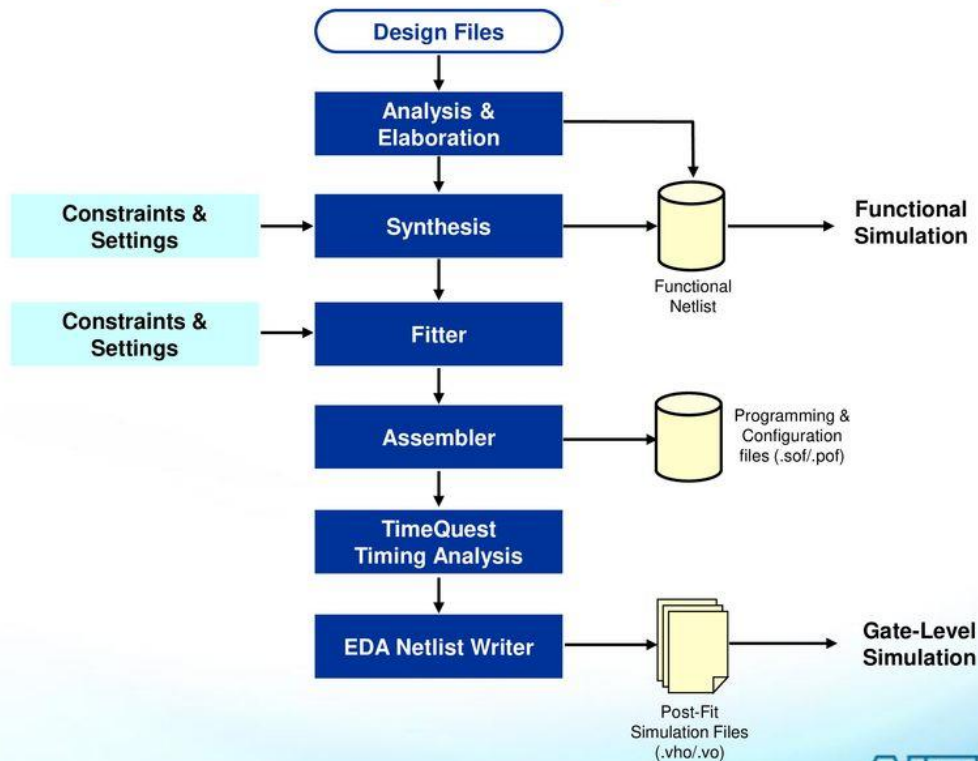 Design Files
Analysis &
Elaboration
Constraints &
Settings
Synthesis
Functional
Netlist
Functional
Simulation
Constraints &
Settings
Fitter
Assembler
Programming &
Configuration
files (.sof/.pof)
TimeQuest
Timing Analysis
EDA Netlist Writer
Post-Fit
Simulation Files
(.vho/.vo)
Gate-Level
Simulation